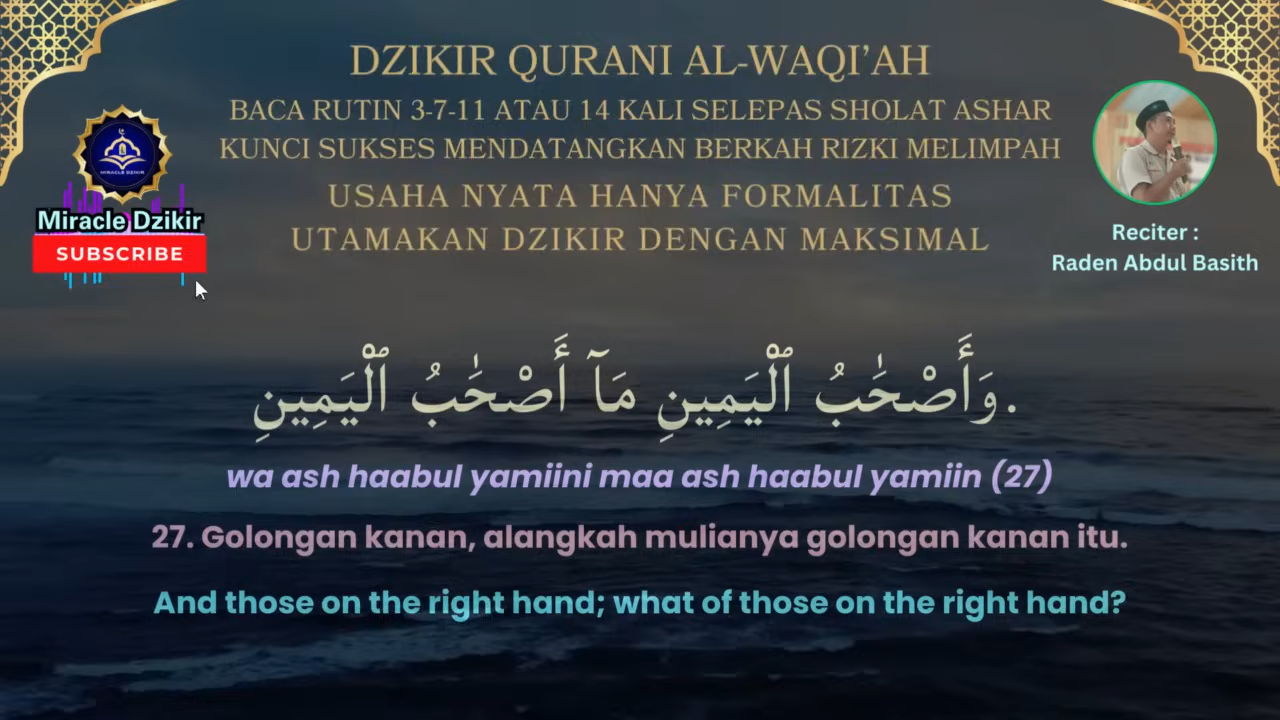 DZIKIR QURANI AL-WAQI’AH
BACA RUTIN 3-7-11 ATAU 14 KALI SELEPAS SHOLAT ASHAR
KUNCI SUKSES MENDATANGKAN BERKAH RIZKI MELIMPAH
USAHA NYATA HANYA FORMALITAS
UTAMAKAN DZIKIR DENGAN MAKSIMAL
MIRACLE DZIKIR
Miracle Dzikir
SUBSCRIBE
Reciter :
Raden Abdul Basith
وَأَصْحَٰبُ ٱلْيَمِينِ مَآ أَصْحَٰبُ ٱلْيَمِينِ.
wa ash haabul yamiini maa ash haabul yamiin (27)
27. Golongan kanan, alangkah mulianya golongan kanan itu.
And those on the right hand; what of those on the right hand?